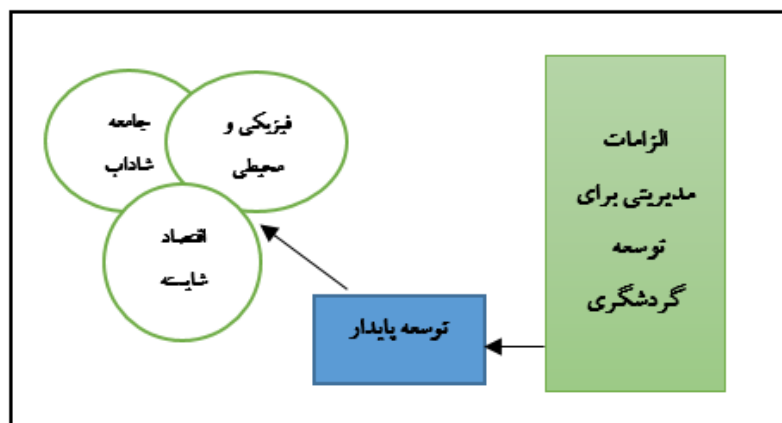 الزامات
مدیریتی برای
توسعه
گردشگری
توسعه پایدار
فیزیکی و
محیطی
جامعه
شاداب
اقتصاد
شایسته